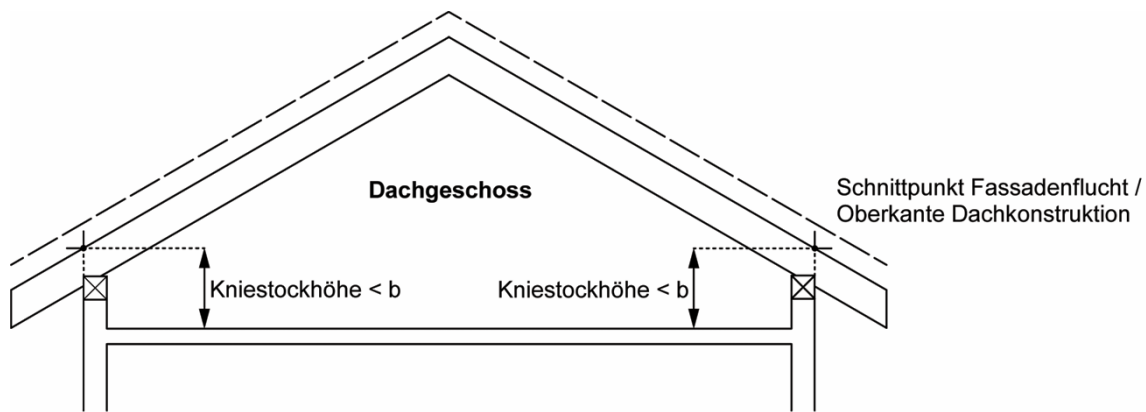 Dachgeschoss
Schnittpunkt Fassadenflucht /
Oberkante Dachkonstruktion
Kniestockhöhe < b
Kniestockhöhe < b